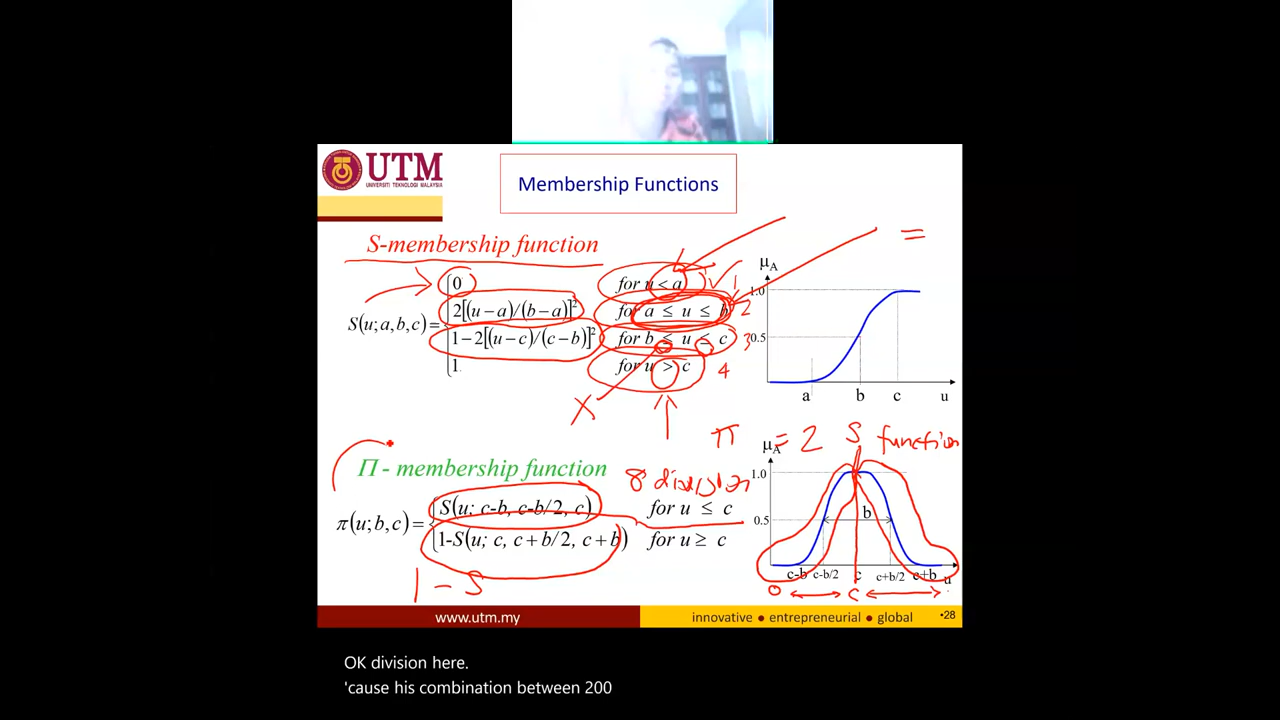 UTM
UNIVERSITI TEKNOLOGI MALAYSIA
Membership Functions
S-membership function
=
S(u;a,b,c)=
0 for u < a 1
2[(u-a)/(b-a)]² for a ≤ u ≤ b 2
1-2[(u-c)/(c-b)]² for b ≤ u ≤ c 3
1 for u > c 4
X
μA
1.0
0.5
a b c u
π = 2 S function
Π - membership function
8 division
π(u;b,c)=
S(u; c-b, c-b/2, c) for u ≤ c
1-S(u; c, c+b/2, c+b) for u ≥ c
1 - S
μA
1.0
0.5
b
c-b c-b/2 c c+b/2 c+b u
0 c
www.utm.my
innovative ● entrepreneurial ● global
•28
OK division here.
'cause his combination between 200